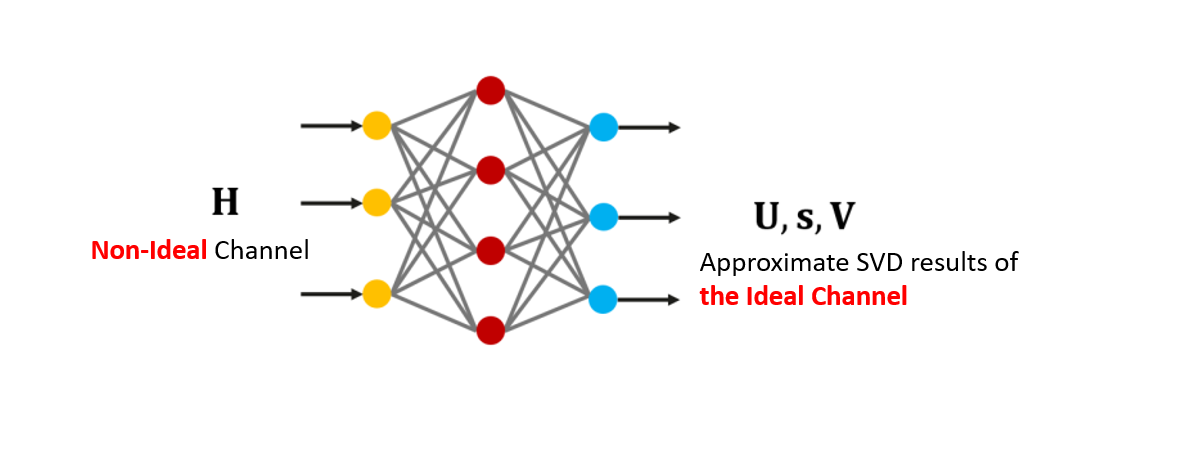 H
Non-Ideal Channel
U, s, V
Approximate SVD results of
the Ideal Channel